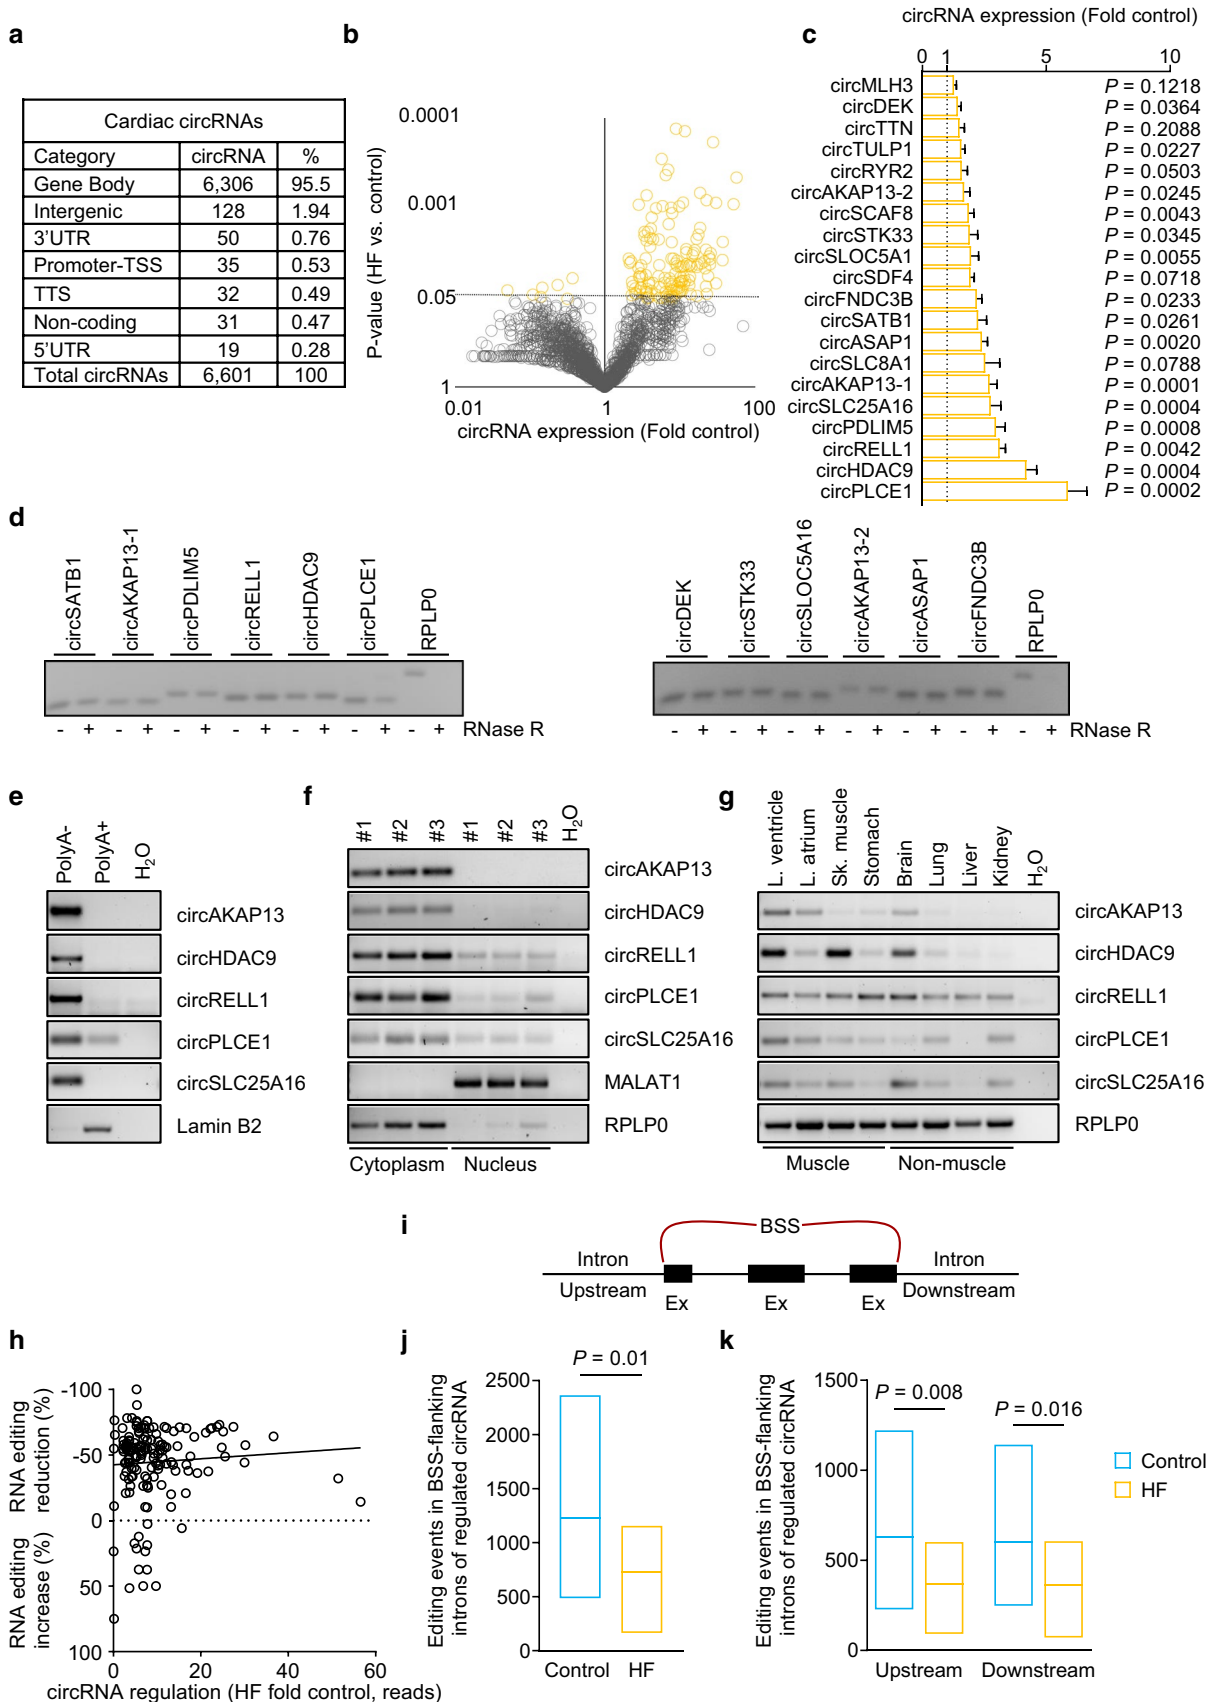 a
Cardiac circRNAs
Category circRNA %
Gene Body 6,306 95.5
Intergenic 128 1.94
3'UTR 50 0.76
Promoter-TSS 35 0.53
TTS 32 0.49
Non-coding 31 0.47
5'UTR 19 0.28
Total circRNAs 6,601 100
b
P-value (HF vs. control)
0.0001
0.001
0.05
1
0.01 1 100
circRNA expression (Fold control)
c
circRNA expression (Fold control)
0 1 5 10
circMLH3 P = 0.1218
circDEK P = 0.0364
circTTN P = 0.2088
circTULP1 P = 0.0227
circRYR2 P = 0.0503
circAKAP13-2 P = 0.0245
circSCAF8 P = 0.0043
circSTK33 P = 0.0345
circSLOC5A1 P = 0.0055
circSDF4 P = 0.0718
circFNDC3B P = 0.0233
circSATB1 P = 0.0261
circASAP1 P = 0.0020
circSLC8A1 P = 0.0788
circAKAP13-1 P = 0.0001
circSLC25A16 P = 0.0004
circPDLIM5 P = 0.0008
circRELL1 P = 0.0042
circHDAC9 P = 0.0004
circPLCE1 P = 0.0002
d
circSATB1 circAKAP13-1 circPDLIM5 circRELL1 circHDAC9 circPLCE1 RPLP0
- + - + - + - + - + - + - + RNase R
circDEK circSTK33 circSLOC5A16 circAKAP13-2 circASAP1 circFNDC3B RPLP0
- + - + - + - + - + - + - + RNase R
e
PolyA- PolyA+ H₂O
circAKAP13
circHDAC9
circRELL1
circPLCE1
circSLC25A16
Lamin B2
f
#1 #2 #3 #1 #2 #3 H₂O
circAKAP13
circHDAC9
circRELL1
circPLCE1
circSLC25A16
MALAT1
RPLP0
Cytoplasm Nucleus
g
L. ventricle L. atrium Sk. muscle Stomach Brain Lung Liver Kidney H₂O
circAKAP13
circHDAC9
circRELL1
circPLCE1
circSLC25A16
RPLP0
Muscle Non-muscle
i
BSS
Intron Intron
Upstream Downstream
Ex Ex Ex
h
RNA editing reduction (%)
RNA editing increase (%)
-100
-50
0
50
100
0 20 40 60
circRNA regulation (HF fold control, reads)
j
Editing events in BSS-flanking
introns of regulated circRNA
P = 0.01
2500
2000
1500
1000
500
0
Control HF
k
Editing events in BSS-flanking
introns of regulated circRNA
1500
1000
500
0
P = 0.008
P = 0.016
Upstream Downstream
Control
HF